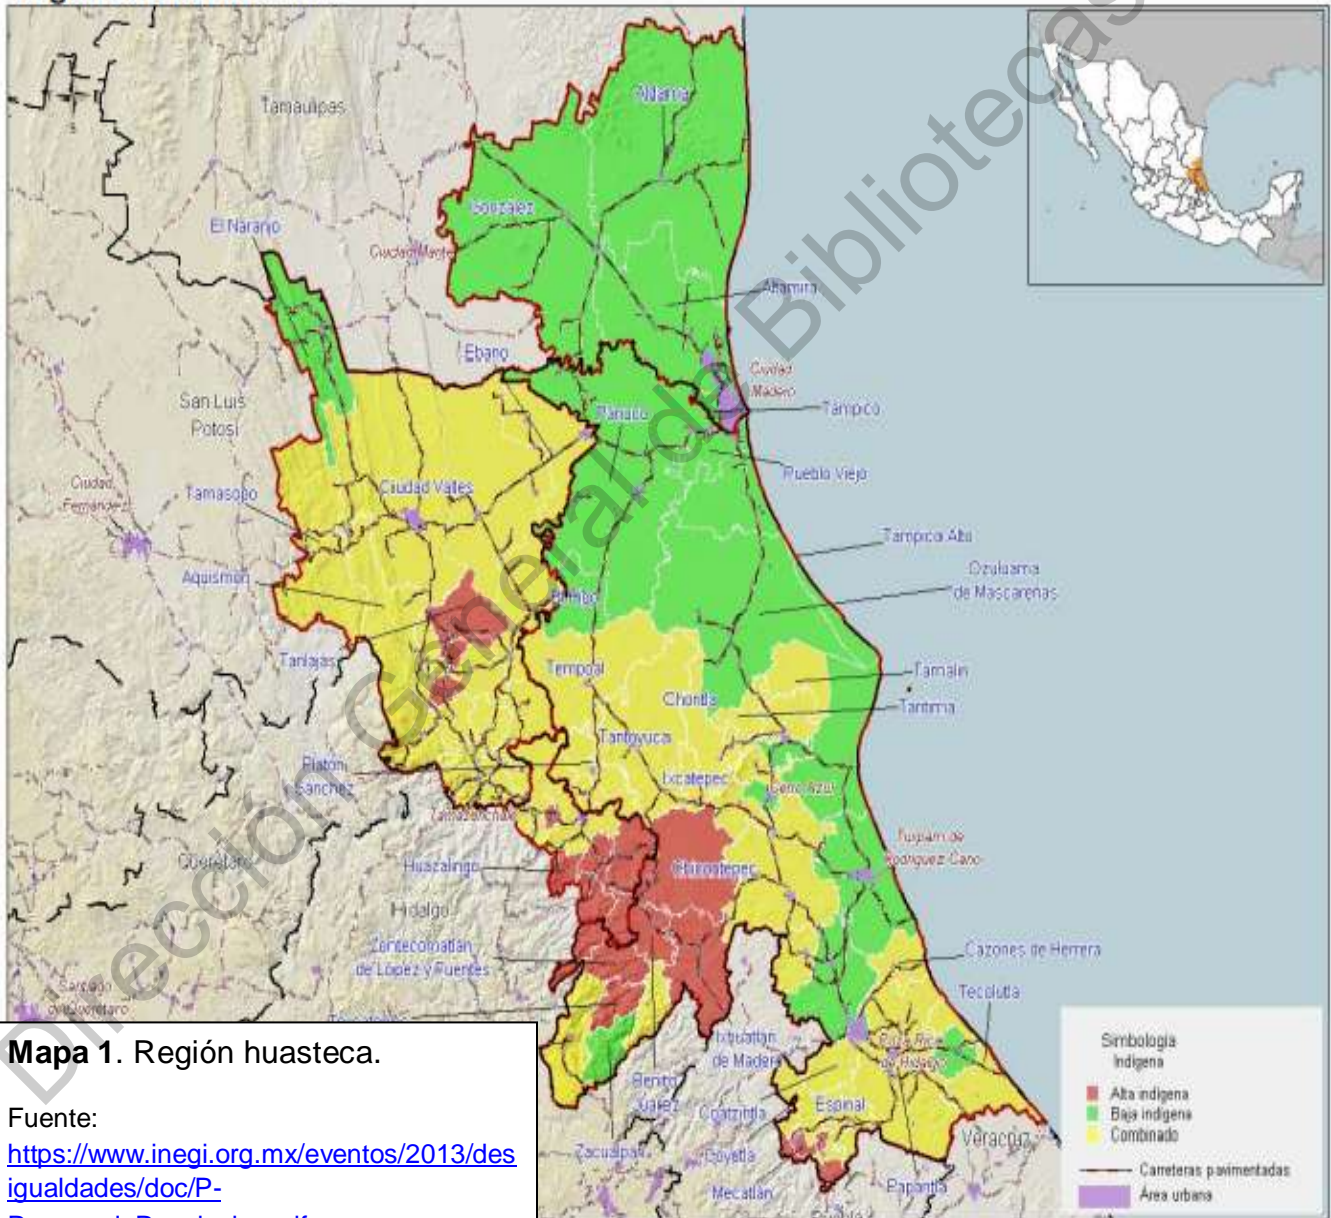 Aldama
Tamaulipas
González
El Naranjo
Ciudad Mante
Altamira
Ebano
Ciudad
Madero
San Luis
Potosí
Pánuco
Tampico
Pueblo Viejo
Ciudad
Fernández
Tamasopo
Ciudad Valles
Tampico Alto
Aquismón
Ozuluama
de Mascareñas
Tanlajás
Tempoal
Tamalín
Chontla
Tantima
Tantoyuca
Platón
Sánchez
Ixcatepec
Cerro Azul
Tamazunchale
Tuxpam de
Rodríguez Cano
Querétaro
Huazalingo
Chicontepec
Hidalgo
Zontecomatlán
de López y Fuentes
Cazones de Herrera
Santiago
de Querétaro
Tecolutla
Ixhuatlán
de Madero
Poza Rica
de Hidalgo
Benito
Juárez
Coatzintla
Espinal
Veracruz
Zacualpan
Coyutla
Mecatlán
Papantla
Simbología
Indígena
Alta indígena
Baja indígena
Combinado
Carreteras pavimentadas
Área urbana
Mapa 1. Región huasteca.
Fuente:
https://www.inegi.org.mx/eventos/2013/des
igualdades/doc/P-
Dirección General de Bibliotecas